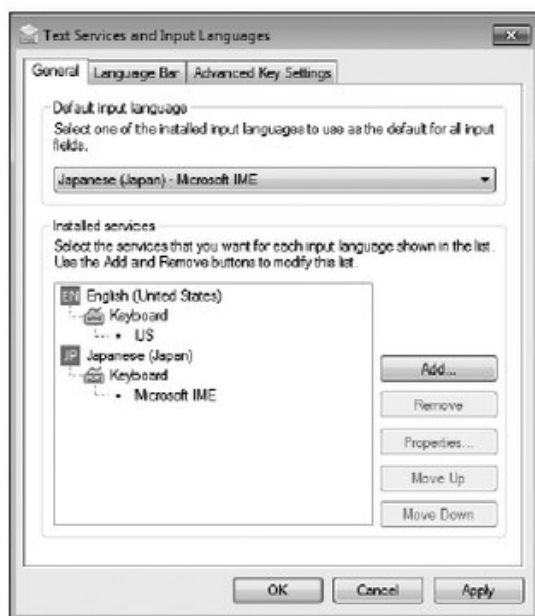 Text Services and Input Languages
General
Language Bar
Advanced Key Settings
Default input language
Select one of the installed input languages to use as the default for all input
fields.
Japanese (Japan) - Microsoft IME
Installed services
Select the services that you want for each input language shown in the list.
Use the Add and Remove buttons to modify this list.
EN English (United States)
Keyboard
US
JP Japanese (Japan)
Keyboard
Microsoft IME
Add...
Remove
Properties...
Move Up
Move Down
OK
Cancel
Apply